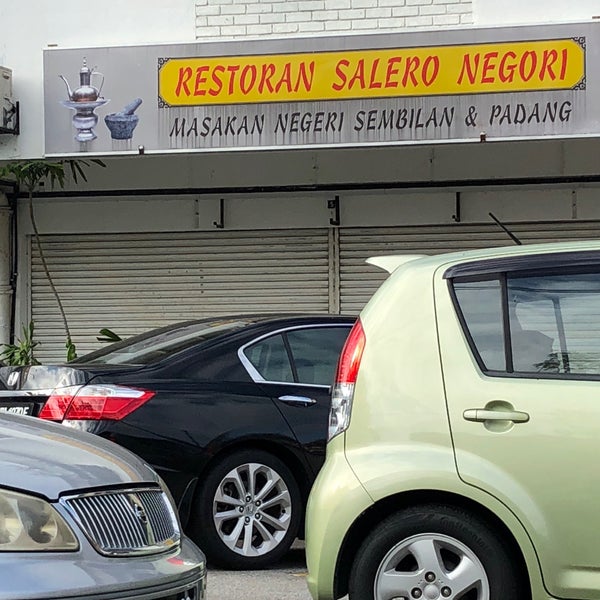 RESTORAN SALERO NEGORI
MASAKAN NEGERI SEMBILAN & PADANG